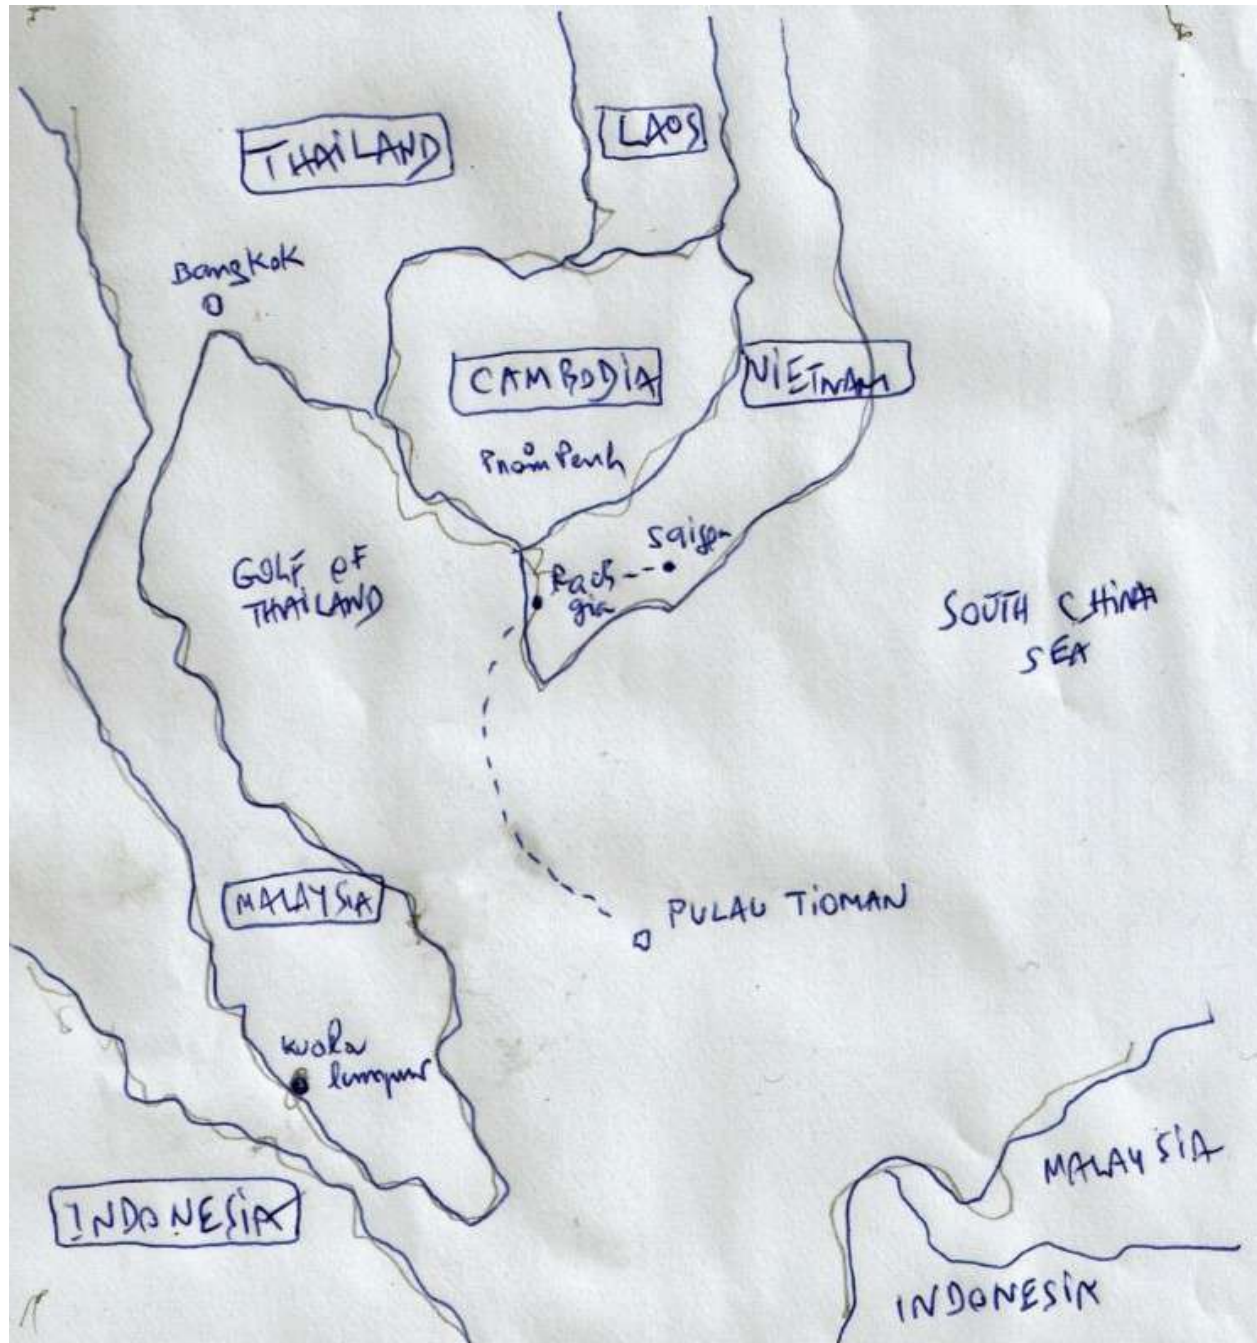 THAILAND
LAOS
Bangkok
CAMBODIA
VIETNAM
Pnom Penh
Saigon
Rach
gia
GOLF OF
THAILAND
SOUTH CHINA
SEA
MALAYSIA
PULAU TIOMAN
Kuala
lumpur
MALAYSIA
INDONESIA
INDONESIA